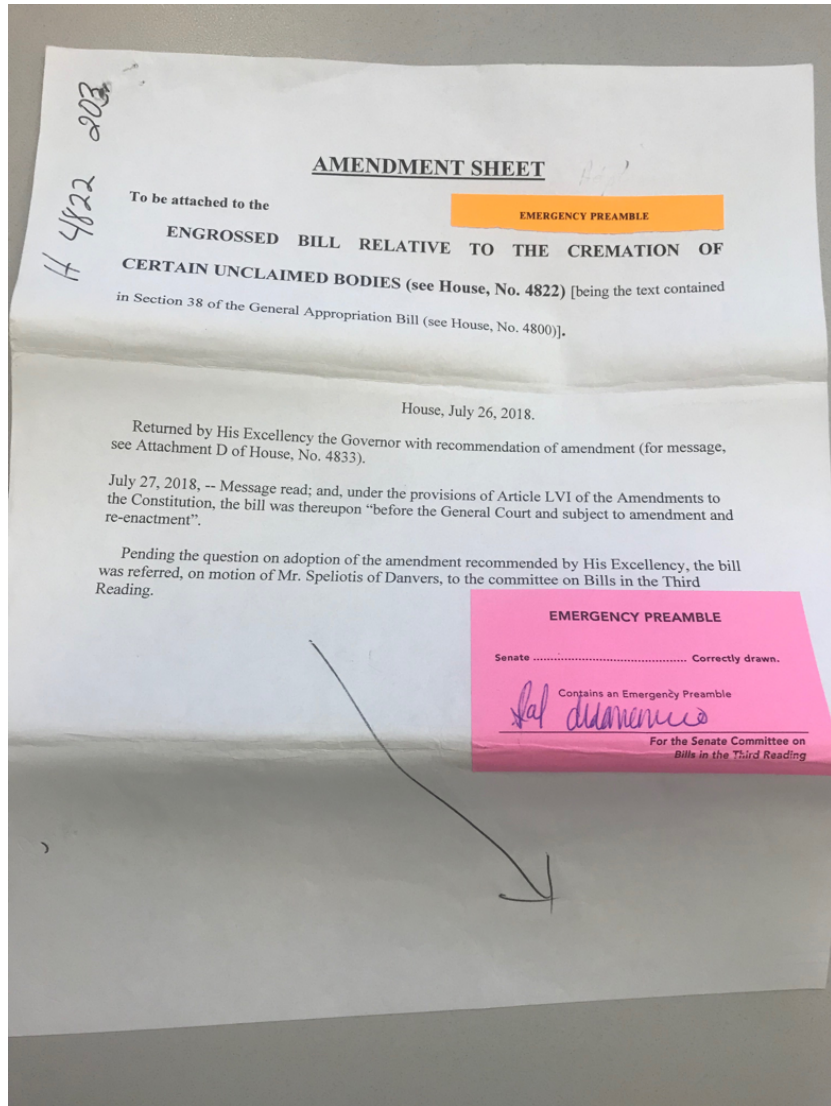 H 4822 203
AMENDMENT SHEET
To be attached to the
EMERGENCY PREAMBLE
ENGROSSED BILL RELATIVE TO THE CREMATION OF
CERTAIN UNCLAIMED BODIES (see House, No. 4822) [being the text contained
in Section 38 of the General Appropriation Bill (see House, No. 4800)].
House, July 26, 2018.
Returned by His Excellency the Governor with recommendation of amendment (for message,
see Attachment D of House, No. 4833).
July 27, 2018, -- Message read; and, under the provisions of Article LVI of the Amendments to
the Constitution, the bill was thereupon “before the General Court and subject to amendment and
re-enactment”.
Pending the question on adoption of the amendment recommended by His Excellency, the bill
was referred, on motion of Mr. Speliotis of Danvers, to the committee on Bills in the Third
Reading.
EMERGENCY PREAMBLE
Senate ................................................ Correctly drawn.
Contains an Emergency Preamble
Sal
For the Senate Committee on
Bills in the Third Reading